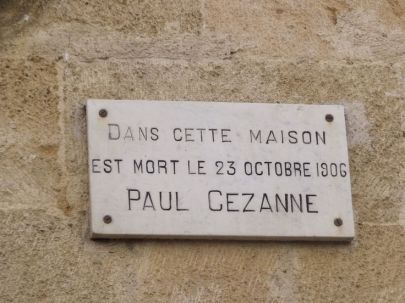 DANS CETTE MAISON
EST MORT LE 23 OCTOBRE 1906
PAUL CEZANNE